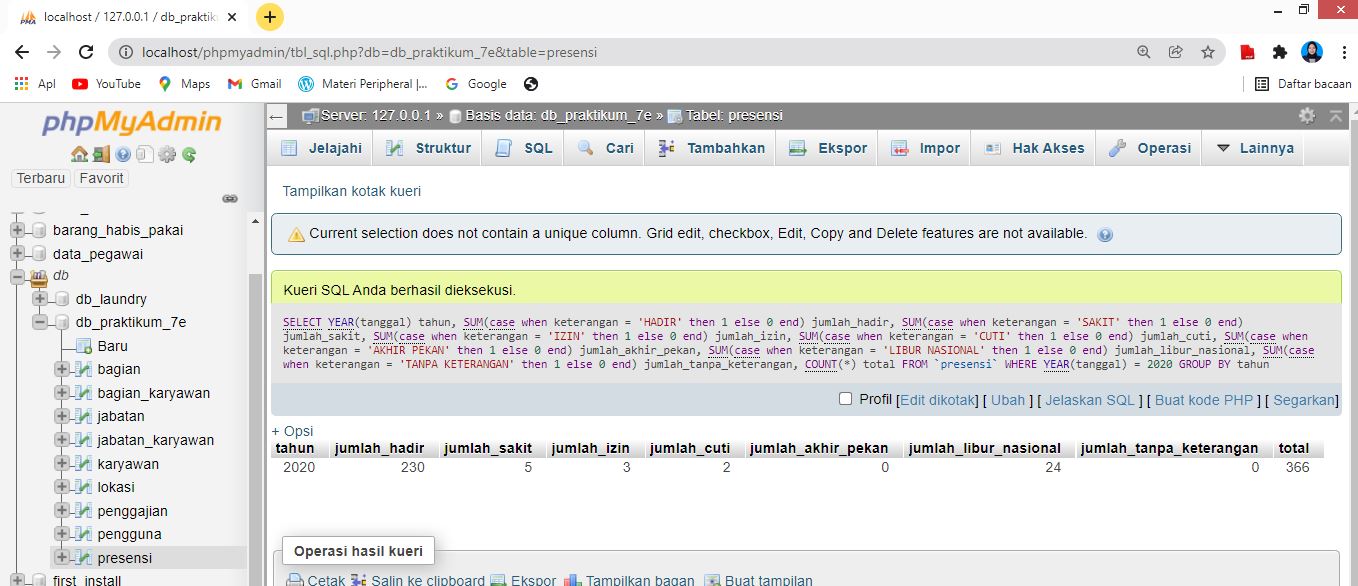 localhost / 127.0.0.1 / db_praktik
localhost/phpmyadmin/tbl_sql.php?db=db_praktikum_7e&table=presensi
Apl YouTube Maps Gmail Materi Peripheral |... Google Daftar bacaan
phpMyAdmin
Terbaru Favorit
barang_habis_pakai
data_pegawai
db
db_laundry
db_praktikum_7e
Baru
bagian
bagian_karyawan
jabatan
jabatan_karyawan
karyawan
lokasi
penggajian
pengguna
presensi
first_install
Server: 127.0.0.1 » Basis data: db_praktikum_7e » Tabel: presensi
Jelajahi Struktur SQL Cari Tambahkan Ekspor Impor Hak Akses Operasi Lainnya
Tampilkan kotak kueri
Current selection does not contain a unique column. Grid edit, checkbox, Edit, Copy and Delete features are not available.
Kueri SQL Anda berhasil dieksekusi.
SELECT YEAR(tanggal) tahun, SUM(case when keterangan = 'HADIR' then 1 else 0 end) jumlah_hadir, SUM(case when keterangan = 'SAKIT' then 1 else 0 end)
jumlah_sakit, SUM(case when keterangan = 'IZIN' then 1 else 0 end) jumlah_izin, SUM(case when keterangan = 'CUTI' then 1 else 0 end) jumlah_cuti, SUM(case when
keterangan = 'AKHIR PEKAN' then 1 else 0 end) jumlah_akhir_pekan, SUM(case when keterangan = 'LIBUR NASIONAL' then 1 else 0 end) jumlah_libur_nasional, SUM(case
when keterangan = 'TANPA KETERANGAN' then 1 else 0 end) jumlah_tanpa_keterangan, COUNT(*) total FROM `presensi` WHERE YEAR(tanggal) = 2020 GROUP BY tahun
Profil [Edit dikotak] [ Ubah ] [ Jelaskan SQL ] [ Buat kode PHP ] [ Segarkan]
+ Opsi
tahun jumlah_hadir jumlah_sakit jumlah_izin jumlah_cuti jumlah_akhir_pekan jumlah_libur_nasional jumlah_tanpa_keterangan total
2020 230 5 3 2 0 24 0 366
Operasi hasil kueri
Cetak Salin ke clipboard Ekspor Tampilkan bagan Buat tampilan